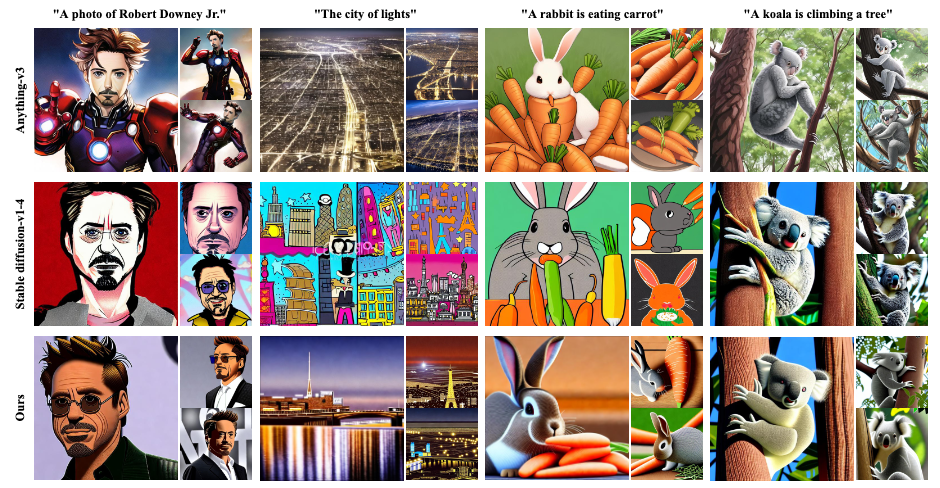 "A photo of Robert Downey Jr." "The city of lights" "A rabbit is eating carrot" "A koala is climbing a tree"
Anything-v3
Stable diffusion-v1-4
Ours